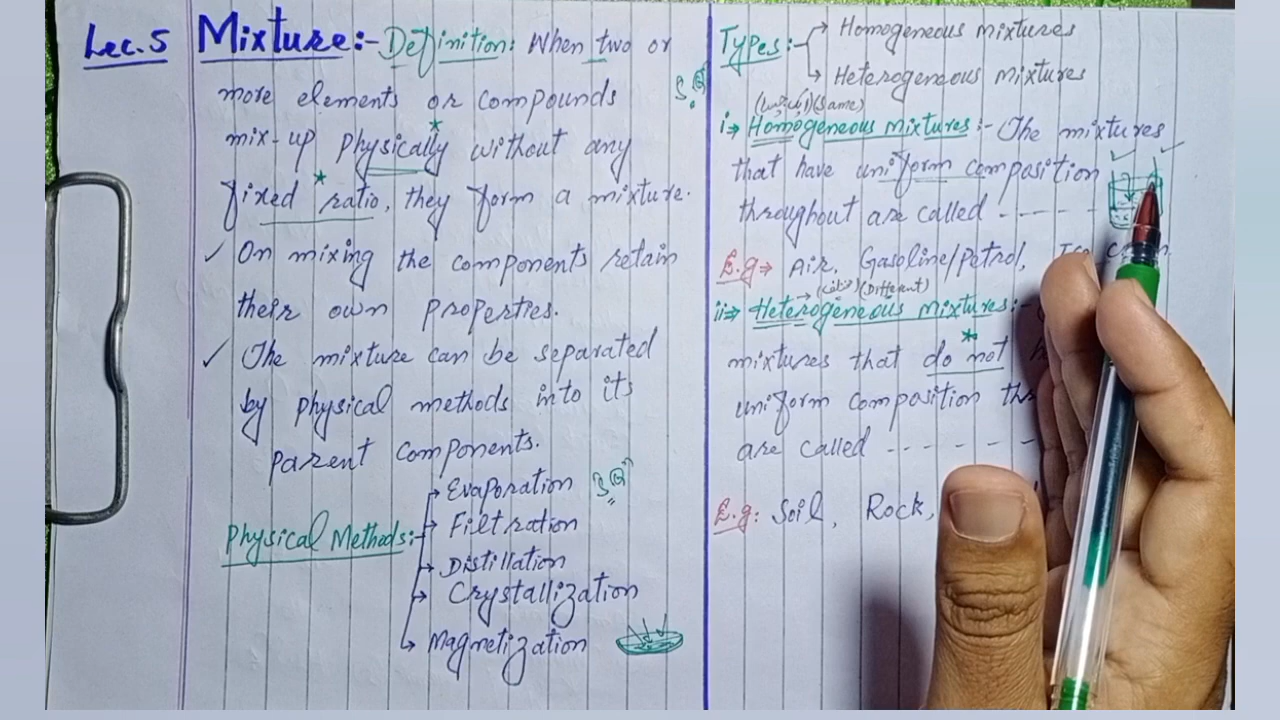 Lec. 5
Mixture:- Definition: When two or
more elements or compounds
mix-up physically without any
fixed ratio, they form a mixture.
✓ On mixing the components retain
their own properties.
✓ The mixture can be separated
by physical methods into its
parent components.
Physical Methods:-
→ Evaporation "S.Q"
→ Filtration
→ Distillation
→ Crystallization
→ Magnetization
S.Q
Types:-
→ Homogeneous mixtures
→ Heterogeneous mixtures
(Same)
i⇒ Homogeneous Mixtures:- The mixtures
that have uniform composition
throughout are called - - - - -
E.g⇒ Air, Gasoline/Petrol,
(Different)
ii⇒ Heterogeneous mixtures:-
mixtures that do not
uniform composition
are called - - - - -
E.g: Soil, Rock,